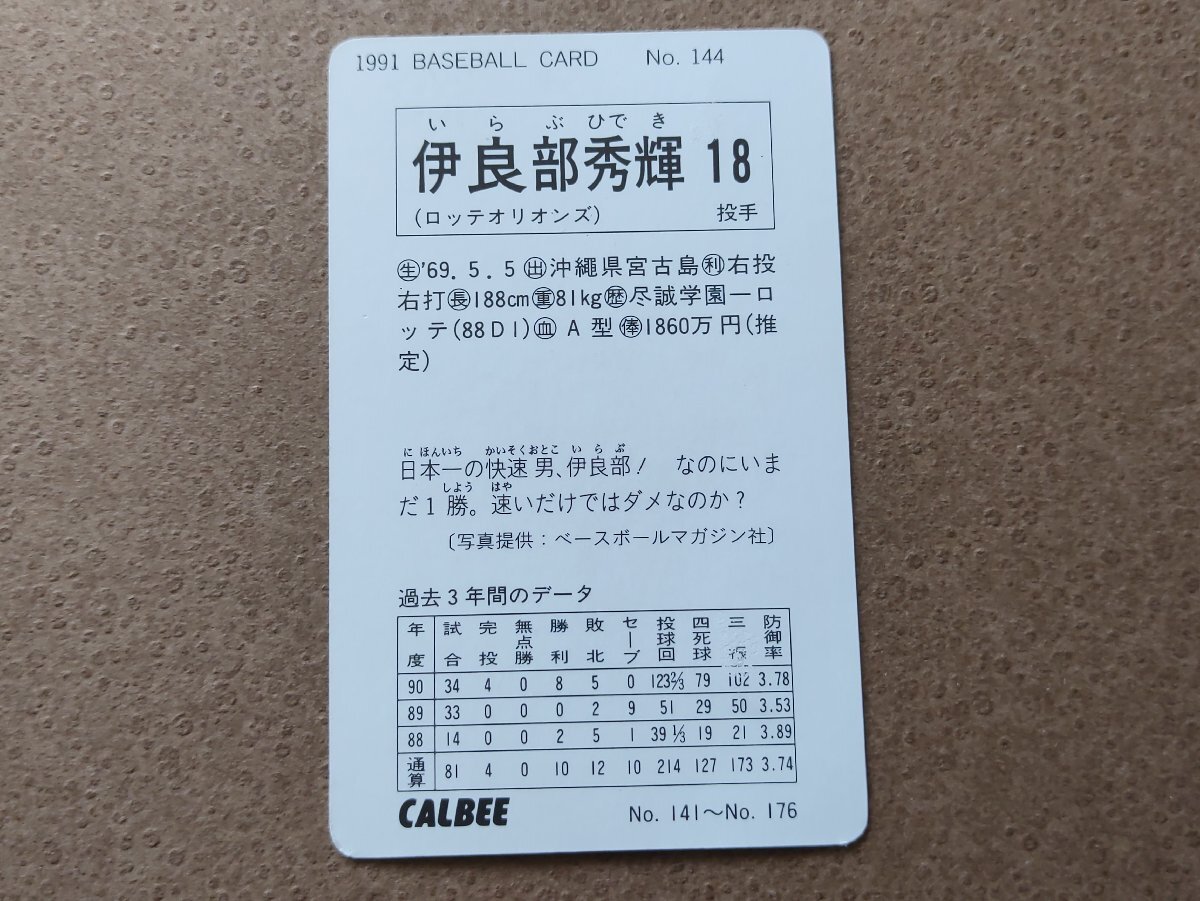 1991 BASEBALL CARD No. 144
い ら ぶ ひで き
伊良部秀輝 18
(ロッテオリオンズ) 投手
㊗生'69. 5. 5 出沖縄県宮古島利右投
右打長188cm重81kg歴尽誠学園―ロ
ッテ(88D1)血A型俸1860万円(推
定)
に ほんいち かいそくおとこ い ら ぶ
日本一の快速男、伊良部! なのにいま
しょう はや
だ1勝。速いだけではダメなのか?
〔写真提供:ベースボールマガジン社〕
過去3年間のデータ
年度 試合 完投 無点勝 勝利 敗北 セーブ 投球回 四死球 三振 防御率
90 34 4 0 8 5 0 123⅔ 79 102 3.78
89 33 0 0 0 2 9 51 29 50 3.53
88 14 0 0 2 5 1 39⅓ 19 21 3.89
通算 81 4 0 10 12 10 214 127 173 3.74
CALBEE No. 141〜No. 176